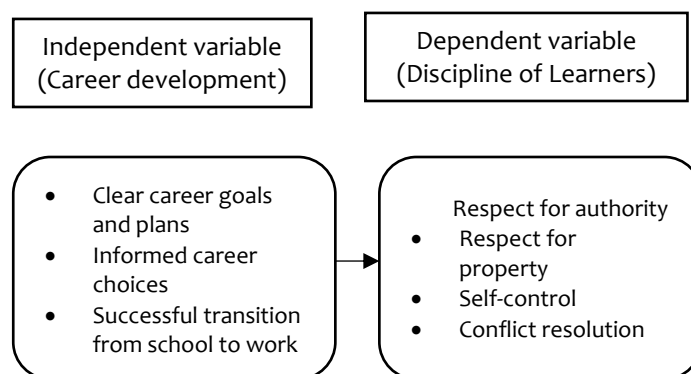 Independent variable
(Career development)
Dependent variable
(Discipline of Learners)
• Clear career goals
and plans
• Informed career
choices
• Successful transition
from school to work
Respect for authority
• Respect for
property
• Self-control
• Conflict resolution